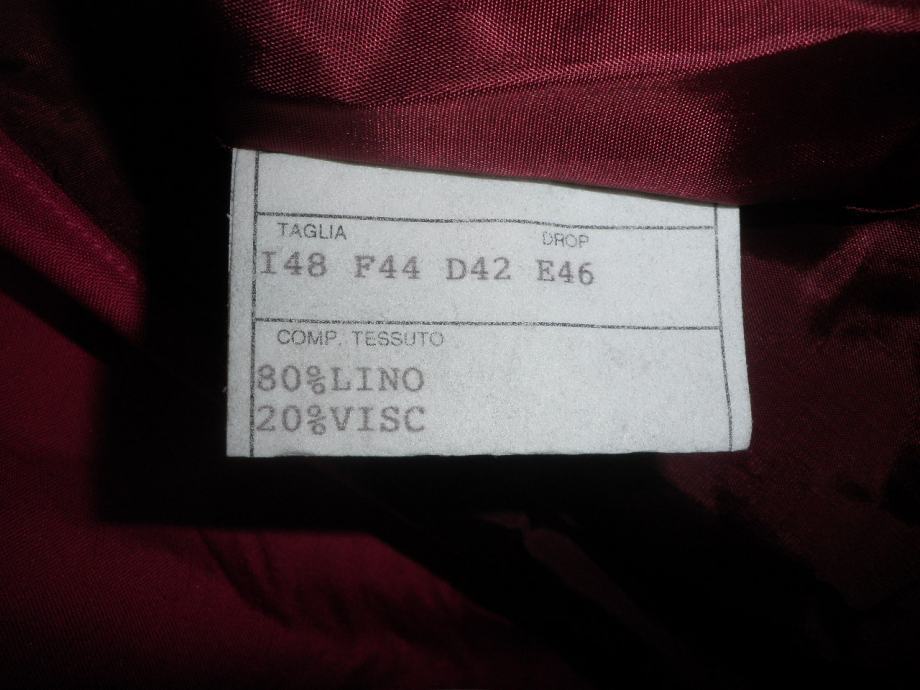 TAGLIA DROP
I48 F44 D42 E46
COMP. TESSUTO
80%LINO
20%VISC